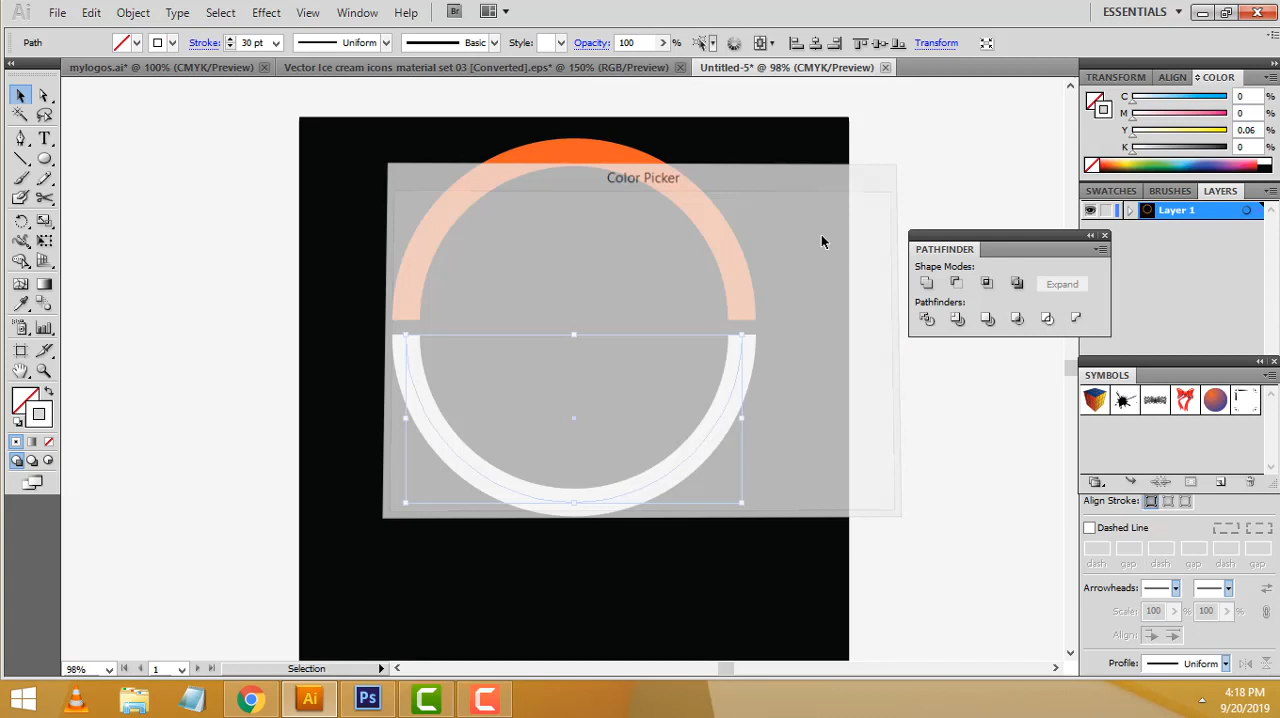 Ai File Edit Object Type Select Effect View Window Help Br ESSENTIALS
Path Stroke: 30 pt Uniform Basic Style: Opacity: 100 % Transform
mylogos.ai* @ 100% (CMYK/Preview) Vector Ice cream icons material set 03 [Converted].eps* @ 150% (RGB/Preview) Untitled-5* @ 98% (CMYK/Preview)
TRANSFORM ALIGN COLOR
C 0 %
M 0 %
Y 0.06 %
K 0 %
Color Picker
SWATCHES BRUSHES LAYERS
Layer 1
PATHFINDER
Shape Modes:
Expand
Pathfinders:
SYMBOLS
Align Stroke:
Dashed Line
dash gap dash gap dash gap
Arrowheads:
Scale: 100 % 100 %
Align:
Profile: Uniform
98% 1 Selection
Ai Ps C C
4:18 PM
9/20/2019